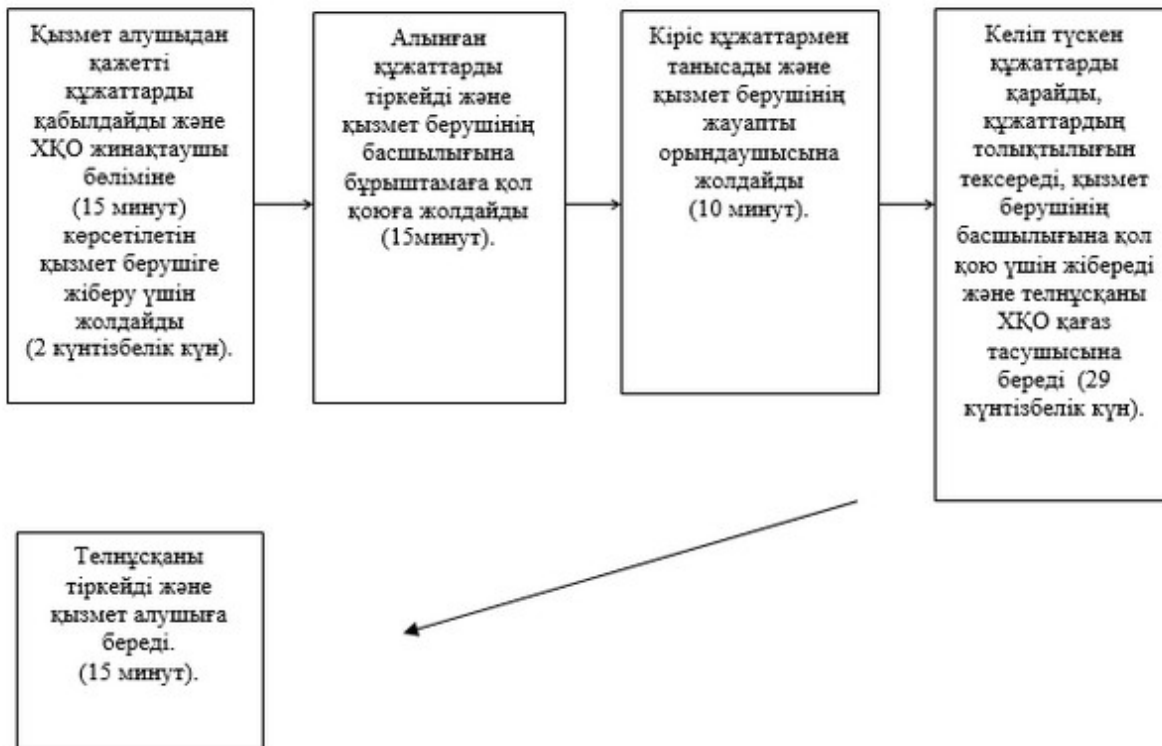 Қызмет алушыдан
қажетті
құжаттарды
қабылдайды және
ХҚО жинақтаушы
бөліміне
(15 минут)
көрсетілетін
қызмет берушіге
жіберу үшін
жолдайды
(2 күнтізбелік күн).
Алынған
құжаттарды
тіркейді және
қызмет берушінің
басшылығына
бұрыштамаға қол
қоюға жолдайды
(15минут).
Кіріс құжаттармен
танысады және
қызмет берушінің
жауапты
орындаушысына
жолдайды
(10 минут).
Келіп түскен
құжаттарды
қарайды,
құжаттардың
толықтылығын
тексереді, қызмет
берушінің
басшылығына қол
қою үшін жібереді
және телнұсқаны
ХҚО қағаз
тасушысына
береді (29
күнтізбелік күн).
Телнұсқаны
тіркейді және
қызмет алушыға
береді.
(15 минут).